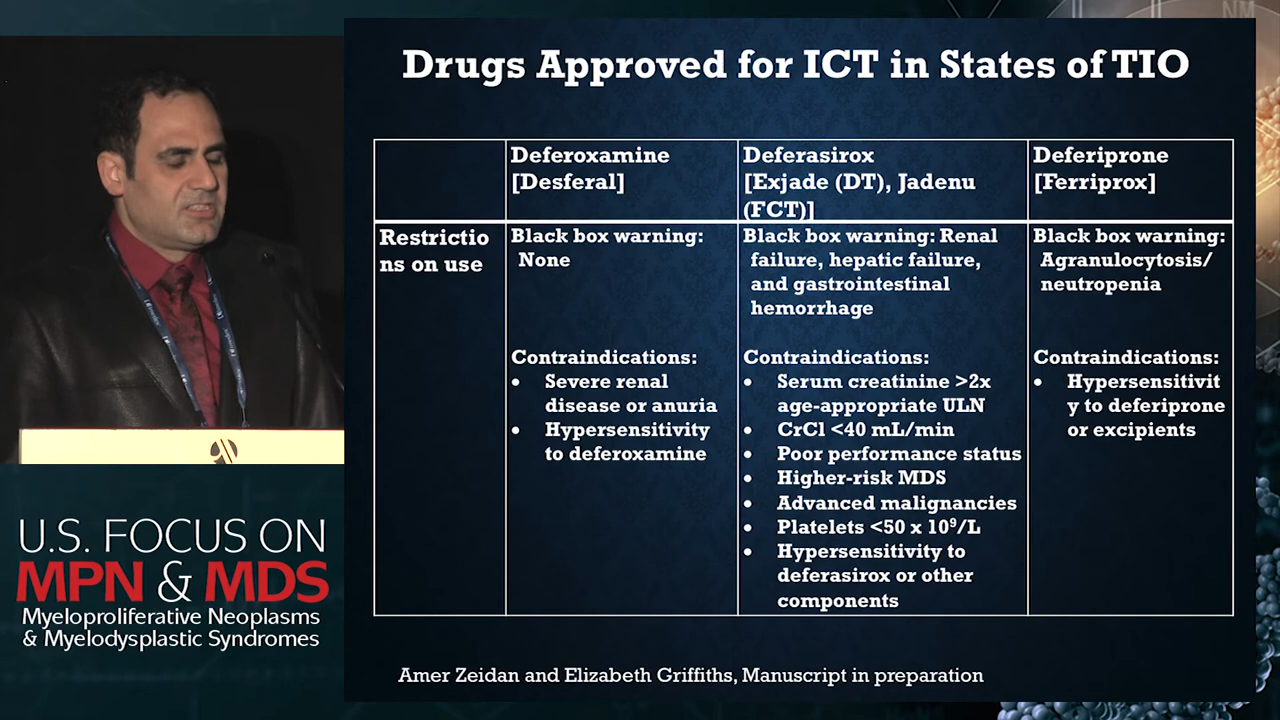 NM
Drugs Approved for ICT in States of TIO
Deferoxamine
[Desferal]
Deferasirox
[Exjade (DT), Jadenu
(FCT)]
Deferiprone
[Ferriprox]
Restrictio
ns on use
Black box warning:
None
Contraindications:
• Severe renal
disease or anuria
• Hypersensitivity
to deferoxamine
Black box warning: Renal
failure, hepatic failure,
and gastrointestinal
hemorrhage
Contraindications:
• Serum creatinine >2x
age-appropriate ULN
• CrCl <40 mL/min
• Poor performance status
• Higher-risk MDS
• Advanced malignancies
• Platelets <50 x 10⁹/L
• Hypersensitivity to
deferasirox or other
components
Black box warning:
Agranulocytosis/
neutropenia
Contraindications:
• Hypersensitivit
y to deferiprone
or excipients
Amer Zeidan and Elizabeth Griffiths, Manuscript in preparation
U.S. FOCUS ON
MPN & MDS
Myeloproliferative Neoplasms
& Myelodysplastic Syndromes